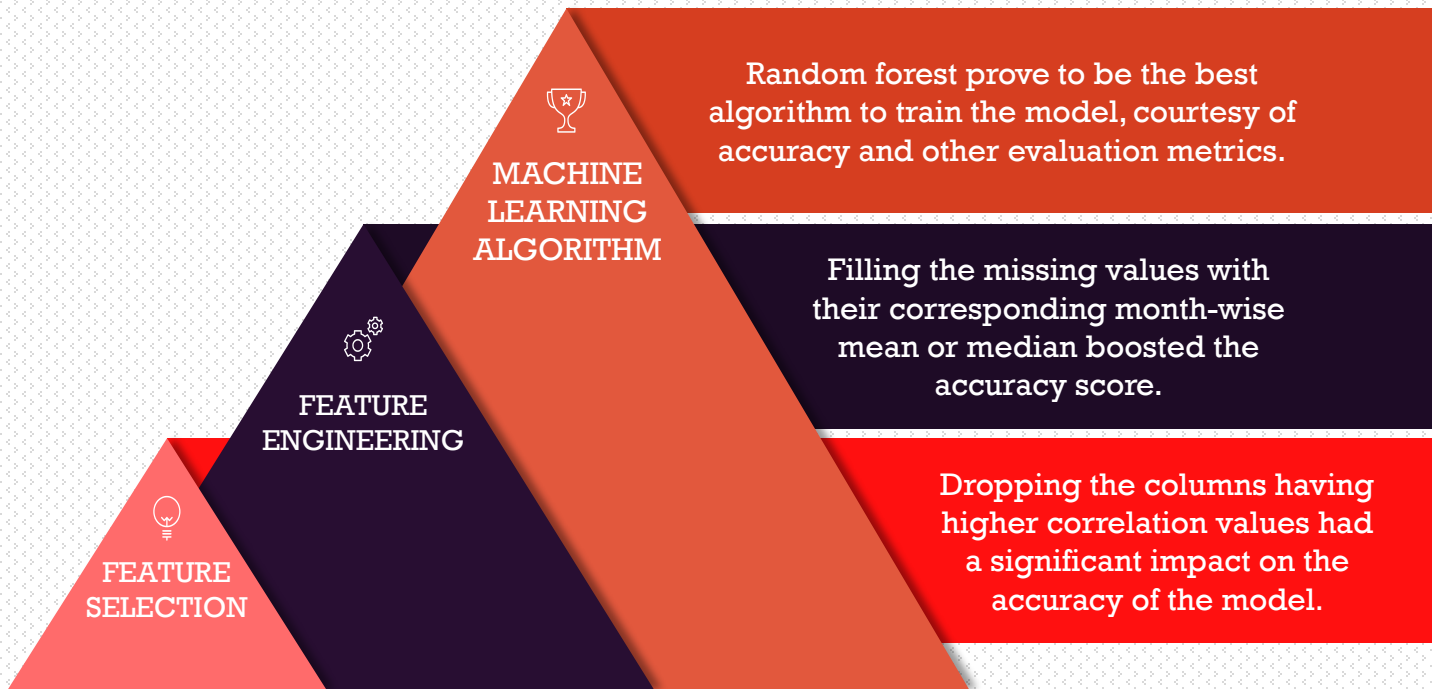 Random forest prove to be the best
algorithm to train the model, courtesy of
accuracy and other evaluation metrics.
MACHINE
LEARNING
ALGORITHM
Filling the missing values with
their corresponding month-wise
mean or median boosted the
accuracy score.
FEATURE
ENGINEERING
Dropping the columns having
higher correlation values had
a significant impact on the
accuracy of the model.
FEATURE
SELECTION